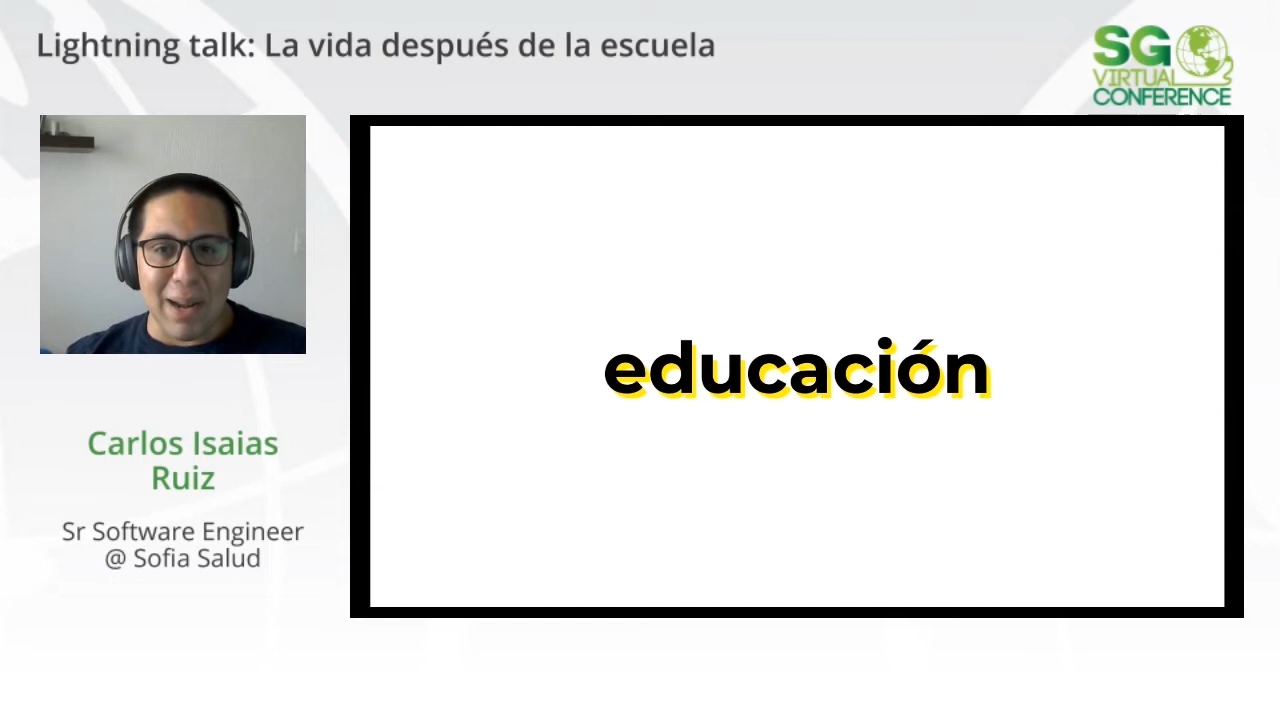 Lightning talk: La vida después de la escuela
SG
VIRTUAL
CONFERENCE
educación
Carlos Isaias
Ruiz
Sr Software Engineer
@ Sofia Salud